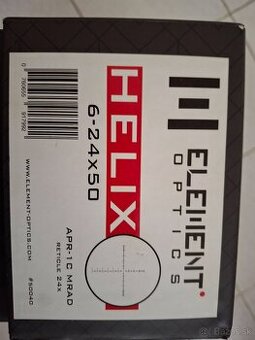 ELEMENT
OPTICS
HELIX
6-24x50
APR-1C MRAD
RETICLE 24X
WWW.ELEMENT-OPTICS.COM
#50040